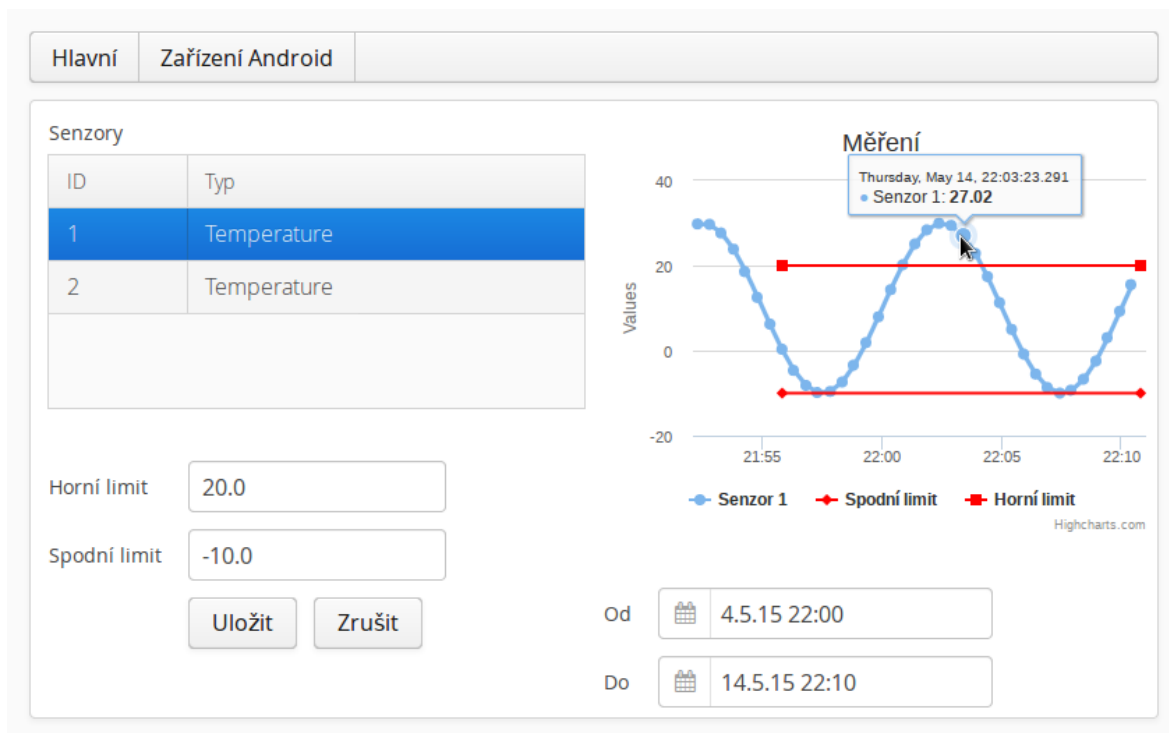 Hlavní Zařízení Android
Senzory
ID Typ
1 Temperature
2 Temperature
Horní limit 20.0
Spodní limit -10.0
Uložit Zrušit
Měření
Thursday, May 14, 22:03:23.291
Senzor 1: 27.02
Values
40
20
0
-20
21:55 22:00 22:05 22:10
Senzor 1 Spodní limit Horní limit
Highcharts.com
Od 4.5.15 22:00
Do 14.5.15 22:10